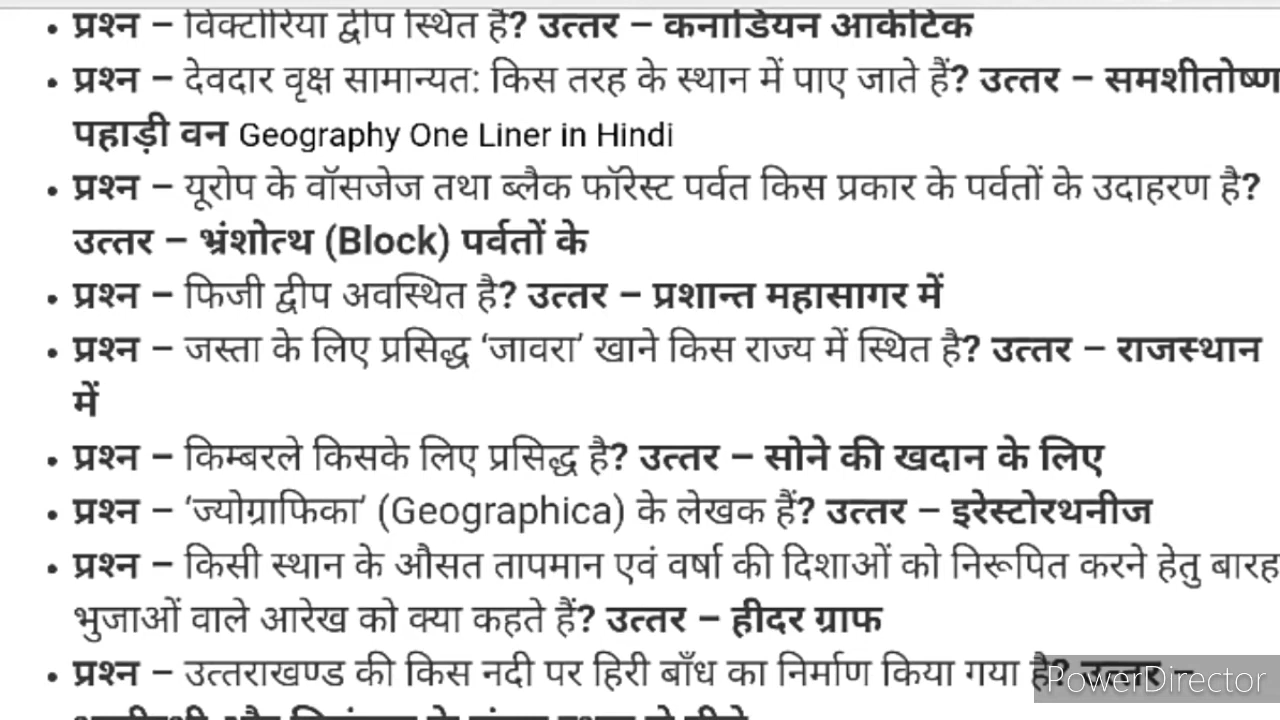 • प्रश्न – विक्टोरिया द्वीप स्थित है? उत्तर – कनाडियन आर्कटिक
• प्रश्न – देवदार वृक्ष सामान्यत: किस तरह के स्थान में पाए जाते हैं? उत्तर – समशीतोष्ण
पहाड़ी वन Geography One Liner in Hindi
• प्रश्न – यूरोप के वॉसजेज तथा ब्लैक फॉरेस्ट पर्वत किस प्रकार के पर्वतों के उदाहरण है?
उत्तर – भ्रंशोत्थ (Block) पर्वतों के
• प्रश्न – फिजी द्वीप अवस्थित है? उत्तर – प्रशान्त महासागर में
• प्रश्न – जस्ता के लिए प्रसिद्ध ‘जावरा’ खाने किस राज्य में स्थित है? उत्तर – राजस्थान
में
• प्रश्न – किम्बरले किसके लिए प्रसिद्ध है? उत्तर – सोने की खदान के लिए
• प्रश्न – ‘ज्योग्राफिका’ (Geographica) के लेखक हैं? उत्तर – इरेस्टोरथनीज
• प्रश्न – किसी स्थान के औसत तापमान एवं वर्षा की दिशाओं को निरूपित करने हेतु बारह
भुजाओं वाले आरेख को क्या कहते हैं? उत्तर – हीदर ग्राफ
• प्रश्न – उत्तराखण्ड की किस नदी पर हिरी बाँध का निर्माण किया गया है? उत्तर –
PowerDirector